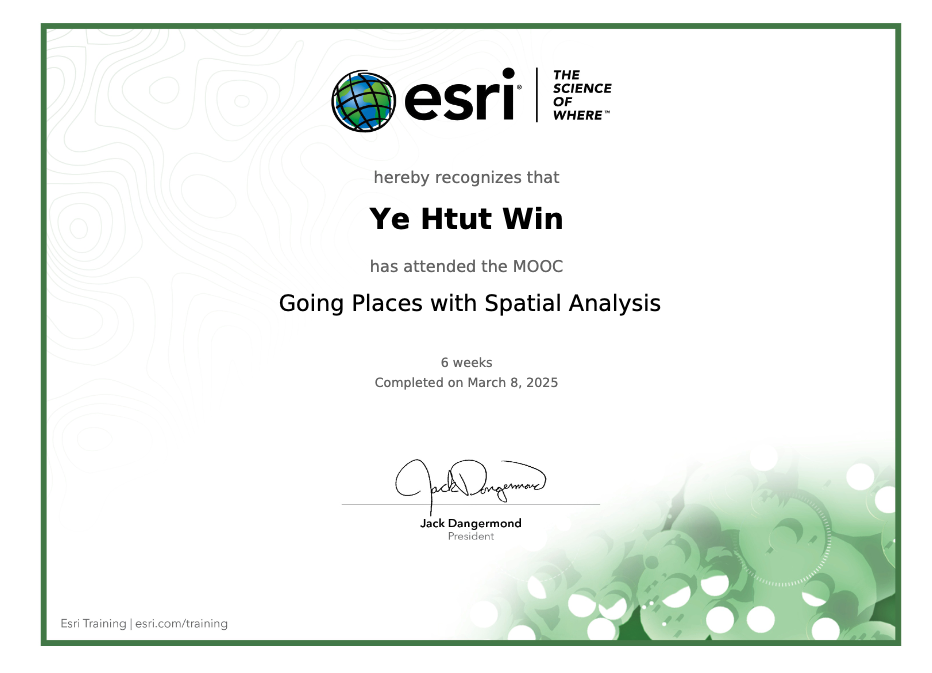 esri®
THE
SCIENCE
OF
WHERE™
hereby recognizes that
Ye Htut Win
has attended the MOOC
Going Places with Spatial Analysis
6 weeks
Completed on March 8, 2025
Jack Dangermond
Jack Dangermond
President
Esri Training | esri.com/training